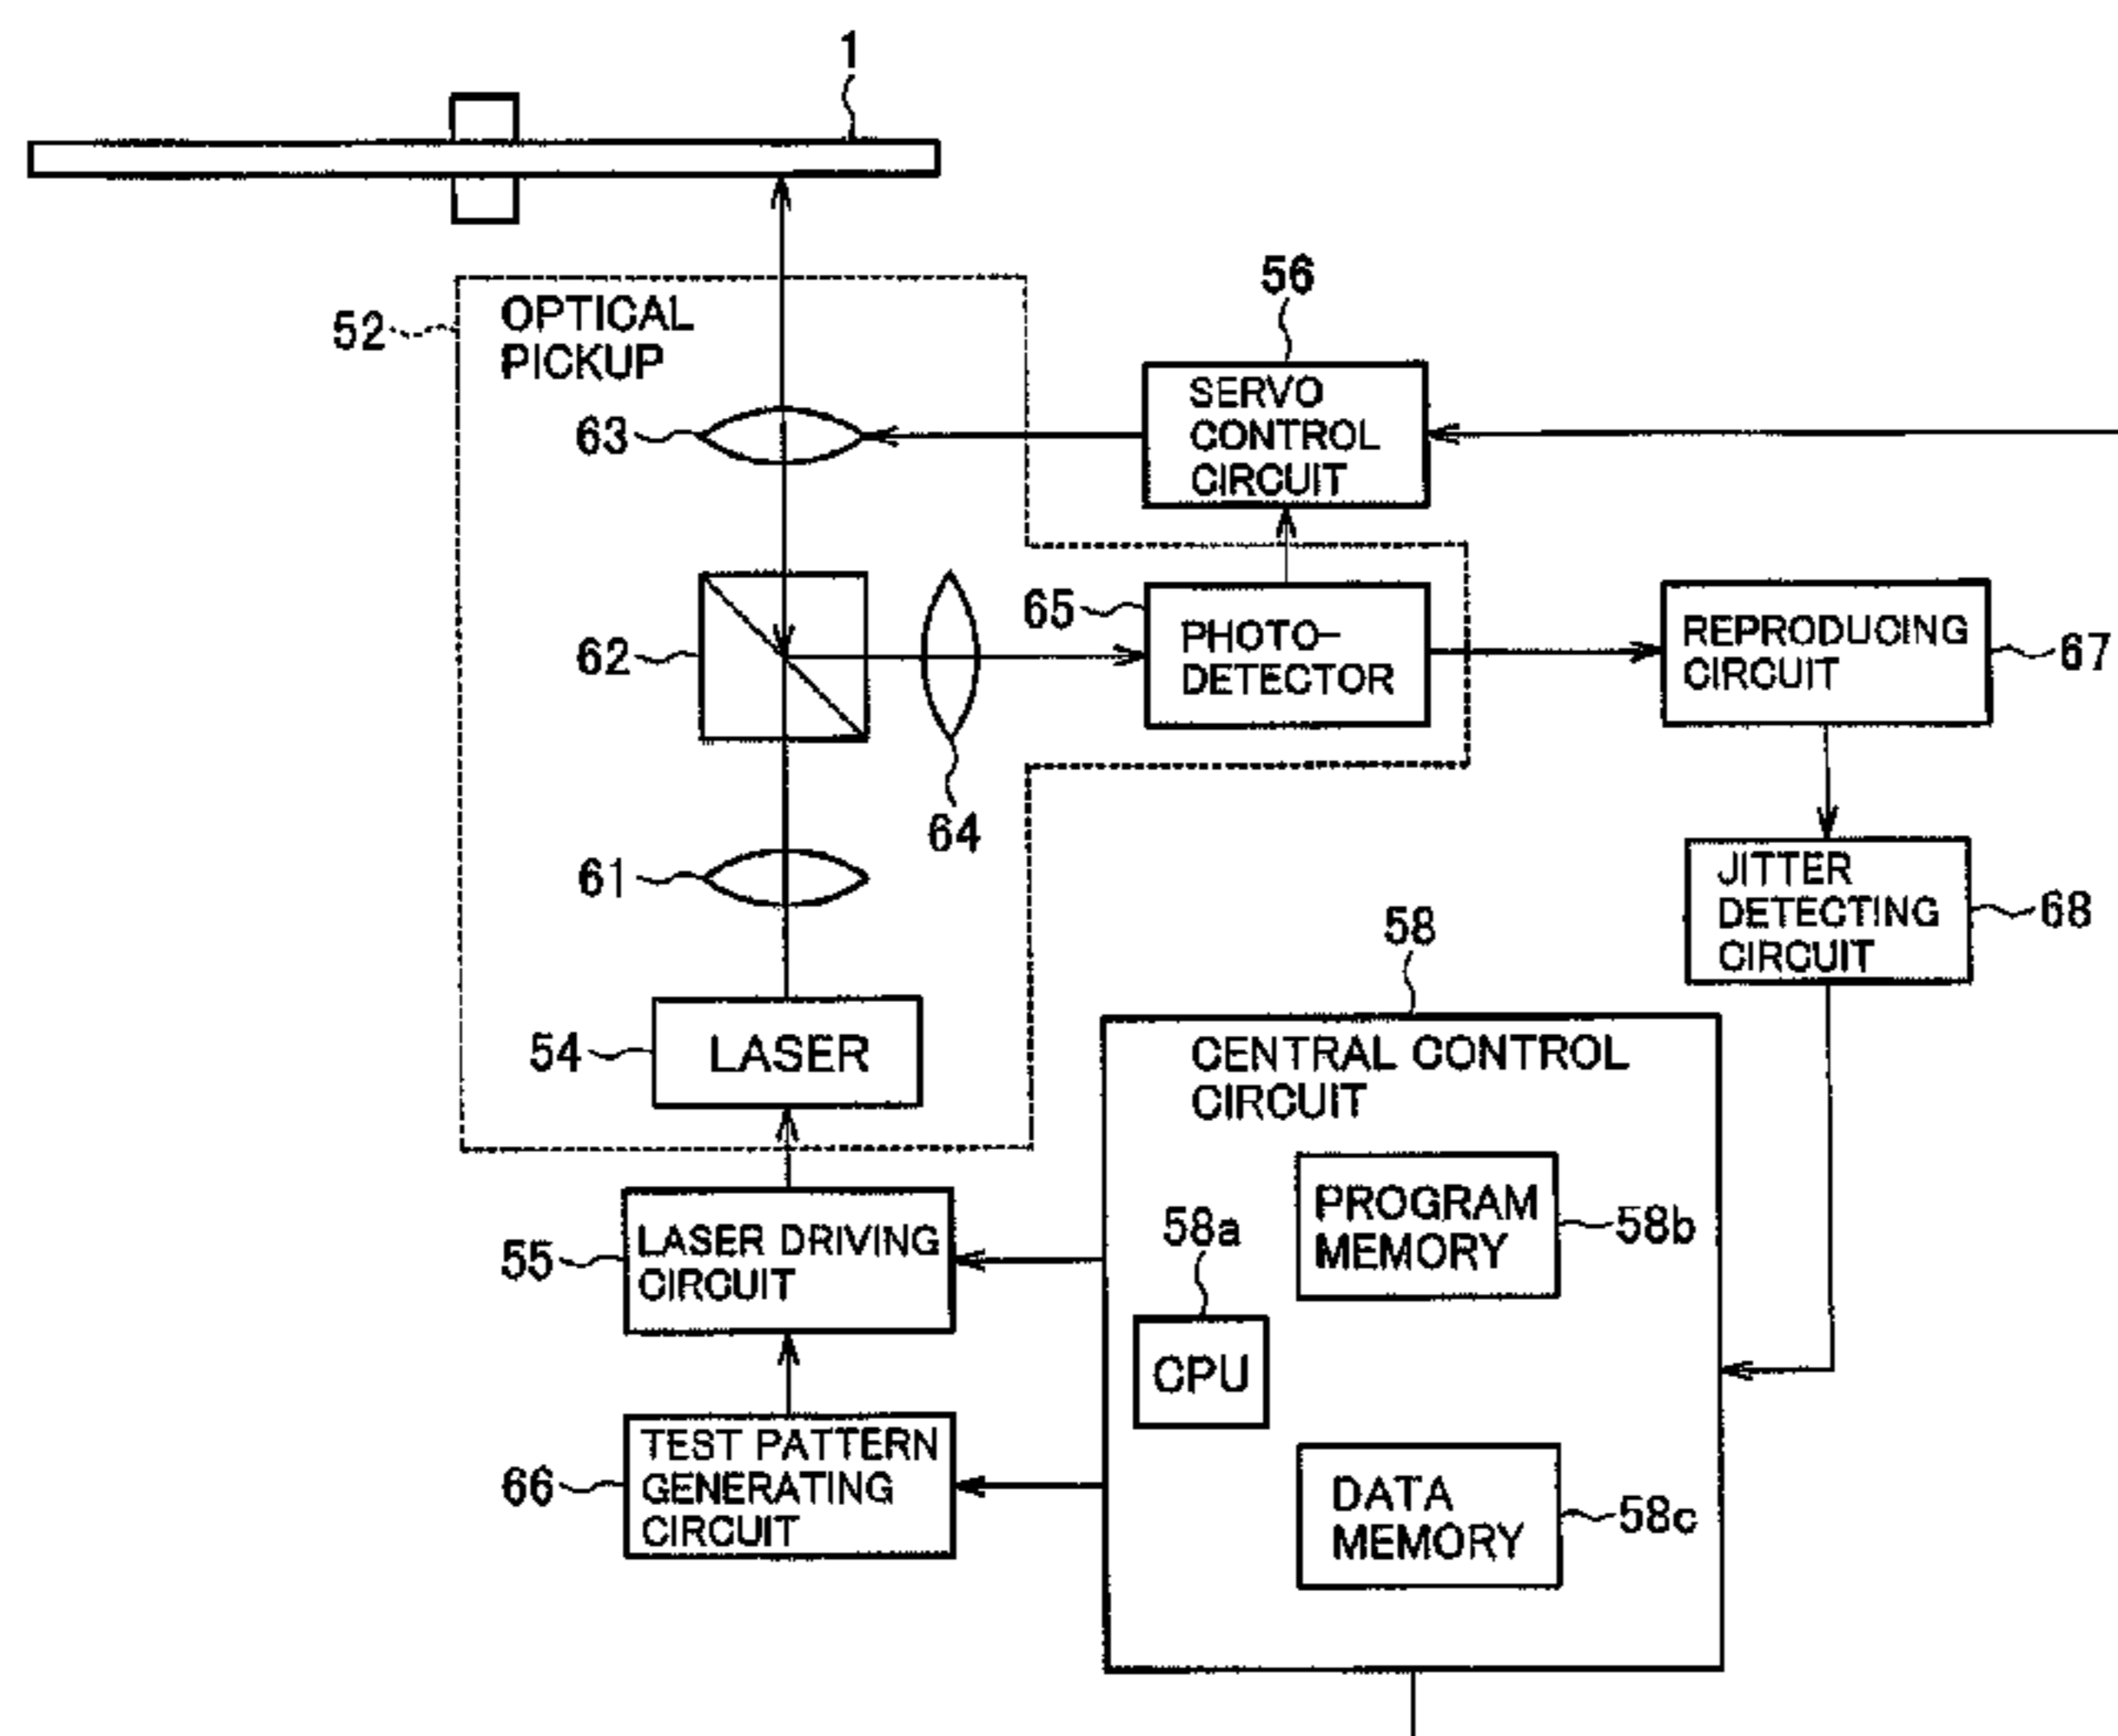 1
52
OPTICAL
PICKUP
56
SERVO
CONTROL
CIRCUIT
63
62
65
PHOTO-
DETECTOR
REPRODUCING
CIRCUIT
67
64
61
JITTER
DETECTING
CIRCUIT
68
54
LASER
58
CENTRAL CONTROL
CIRCUIT
PROGRAM
MEMORY
58b
58a
CPU
55
LASER DRIVING
CIRCUIT
66
TEST PATTERN
GENERATING
CIRCUIT
DATA
MEMORY
58c